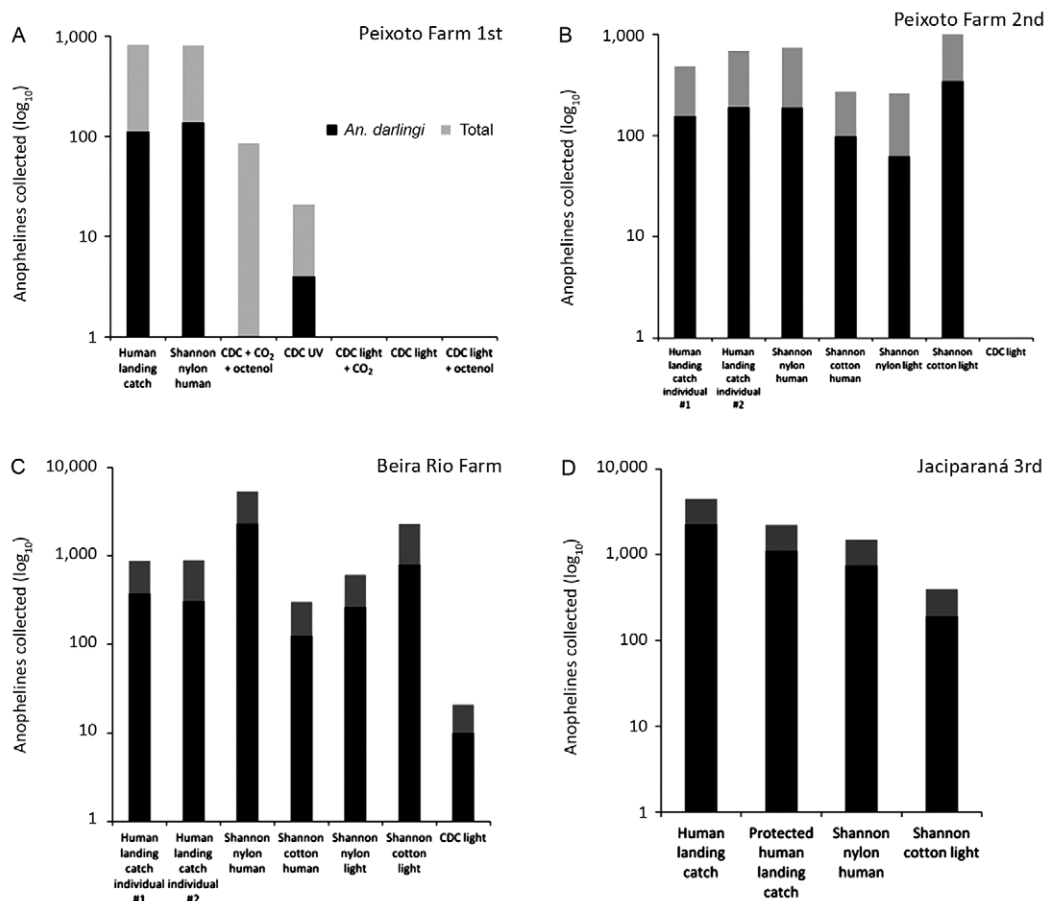 A
Peixoto Farm 1st
Anophelines collected (log10)
1,000
100
10
1
An. darlingi
Total
Human
landing
catch
Shannon
nylon
human
CDC + CO2
+ octenol
CDC UV
CDC light
+ CO2
CDC light
CDC light
+ octenol
B
Peixoto Farm 2nd
Anophelines collected (log10)
1,000
100
10
1
Human
landing
catch
individual
#1
Human
landing
catch
individual
#2
Shannon
nylon
human
Shannon
cotton
human
Shannon
nylon light
Shannon
cotton light
CDC light
C
Beira Rio Farm
Anophelines collected (log10)
10,000
1,000
100
10
1
Human
landing
catch
individual
#1
Human
landing
catch
individual
#2
Shannon
nylon
human
Shannon
cotton
human
Shannon
nylon
light
Shannon
cotton
light
CDC light
D
Jaciparaná 3rd
Anophelines collected (log10)
10,000
1,000
100
10
1
Human
landing
catch
Protected
human
landing
catch
Shannon
nylon
human
Shannon
cotton light